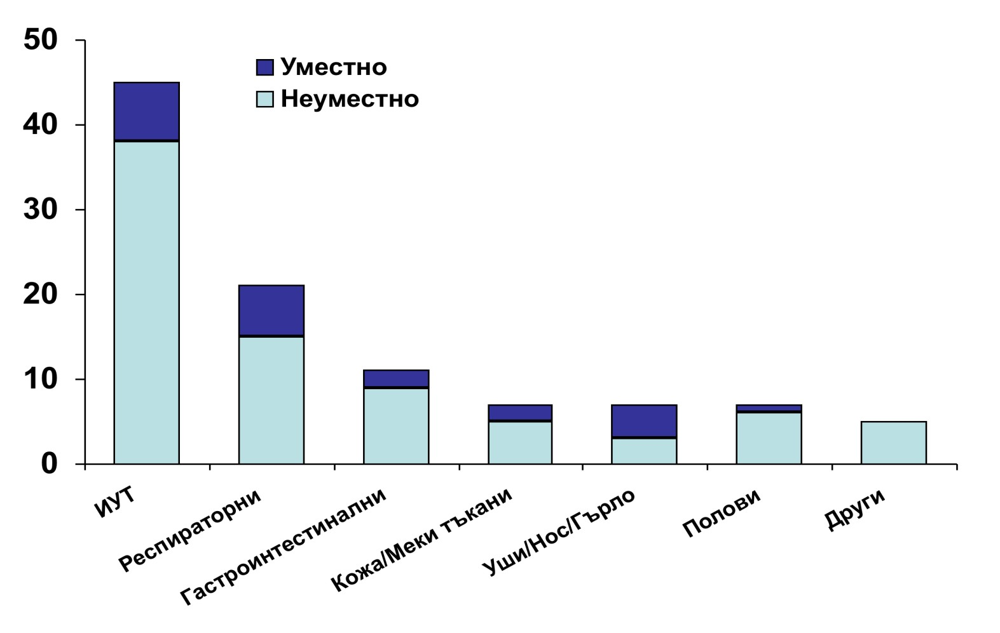 50
40
30
20
10
0
Уместно
Неуместно
ИУТ
Респираторни
Гастроинтестинални
Кожа/Меки тъкани
Уши/Нос/Гърло
Полови
Други